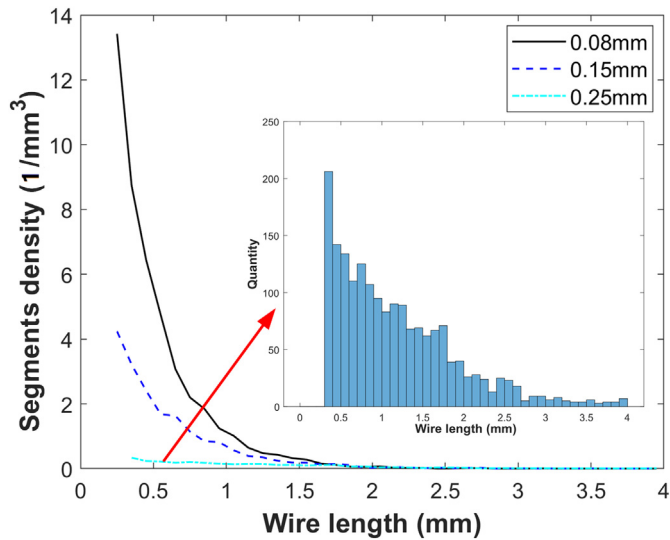 14
12
10
8
6
4
2
0
Segments density (1/mm³)
0.08mm
0.15mm
0.25mm
250
200
150
100
50
0
Quantity
0 0.5 1 1.5 2 2.5 3 3.5 4
Wire length (mm)
0 0.5 1 1.5 2 2.5 3 3.5 4
Wire length (mm)